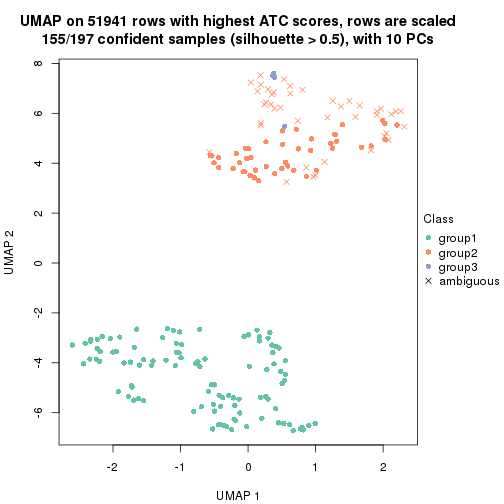 UMAP on 51941 rows with highest ATC scores, rows are scaled
155/197 confident samples (silhouette > 0.5), with 10 PCs
8
6
4
2
0
-2
-4
-6
UMAP 2
-2
-1
0
1
2
UMAP 1
Class
group1
group2
group3
ambiguous